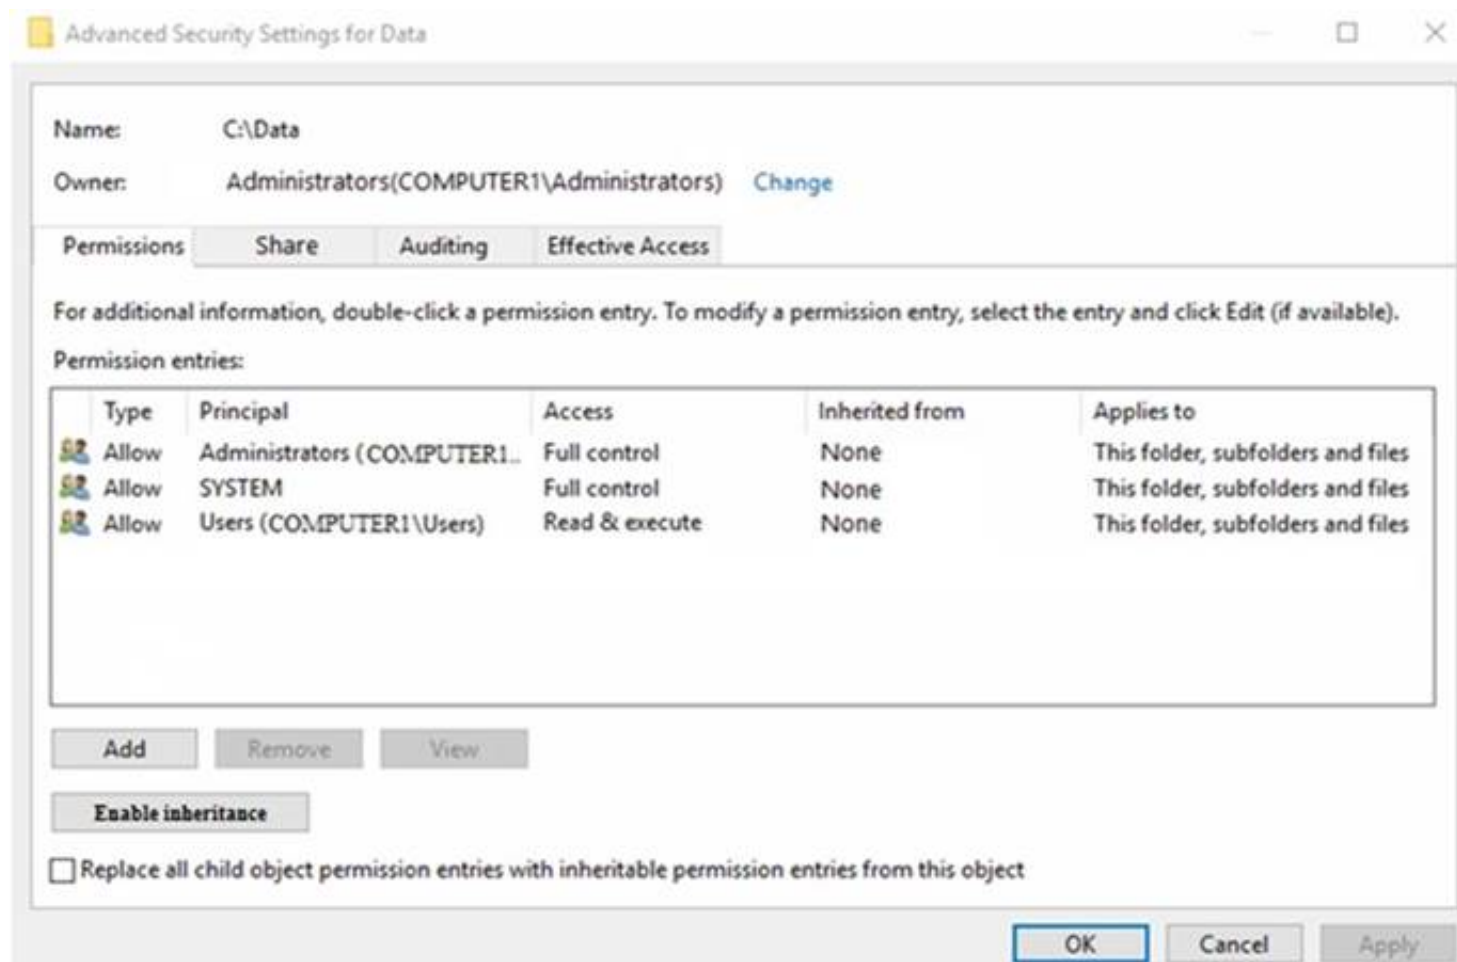 Advanced Security Settings for Data
Name: C:\Data
Owner: Administrators(COMPUTER1\Administrators) Change
Permissions Share Auditing Effective Access
For additional information, double-click a permission entry. To modify a permission entry, select the entry and click Edit (if available).
Permission entries:
Type Principal Access Inherited from Applies to
Allow Administrators (COMPUTER1... Full control None This folder, subfolders and files
Allow SYSTEM Full control None This folder, subfolders and files
Allow Users (COMPUTER1\Users) Read & execute None This folder, subfolders and files
Add Remove View
Enable inheritance
Replace all child object permission entries with inheritable permission entries from this object
OK Cancel Apply